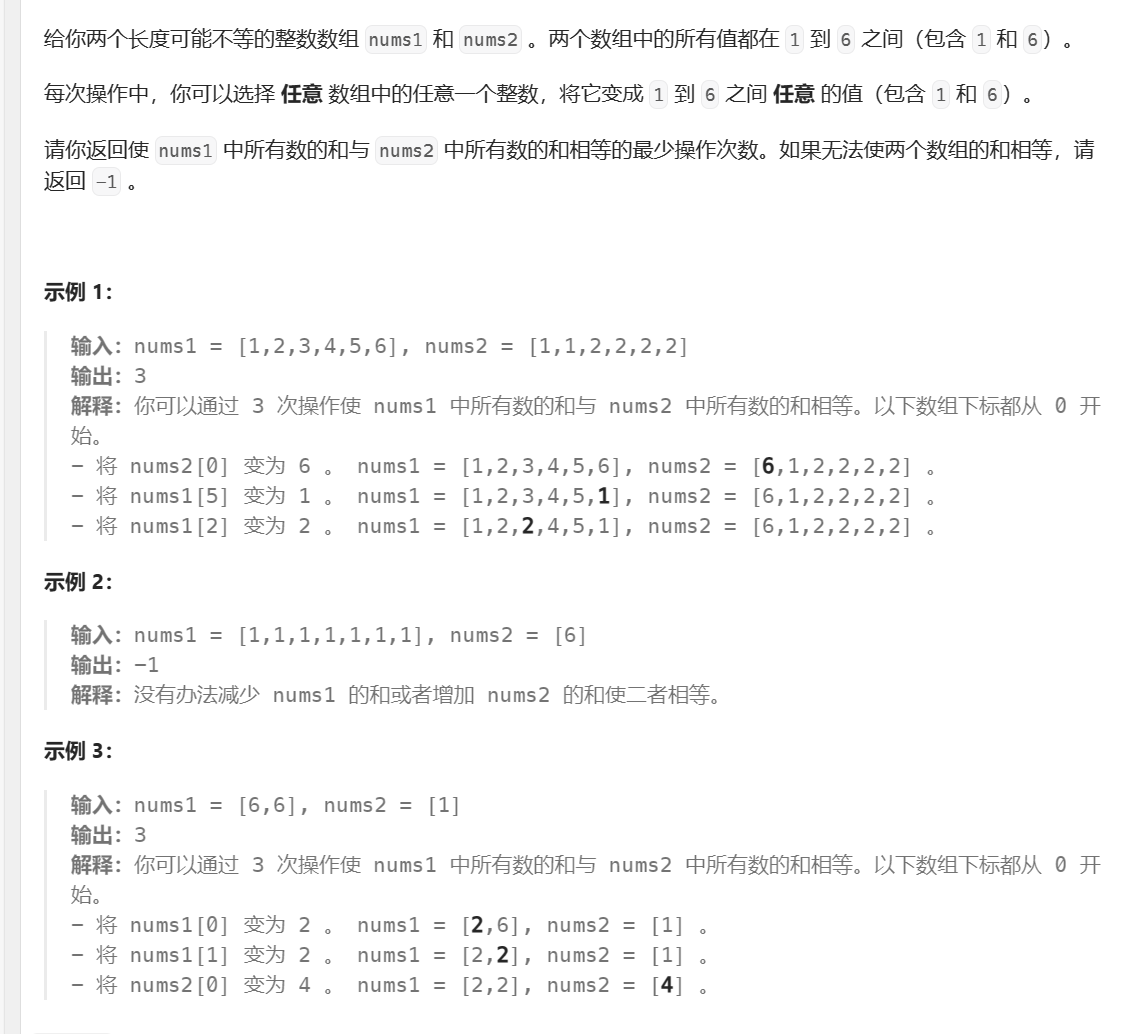 给你两个长度可能不等的整数数组 nums1 和 nums2 。两个数组中的所有值都在 1 到 6 之间（包含 1 和 6）。
每次操作中，你可以选择 任意 数组中的任意一个整数，将它变成 1 到 6 之间 任意 的值（包含 1 和 6）。
请你返回使 nums1 中所有数的和与 nums2 中所有数的和相等的最少操作次数。如果无法使两个数组的和相等，请
返回 -1 。
示例 1：
输入：nums1 = [1,2,3,4,5,6], nums2 = [1,1,2,2,2,2]
输出：3
解释：你可以通过 3 次操作使 nums1 中所有数的和与 nums2 中所有数的和相等。以下数组下标都从 0 开
始。
- 将 nums2[0] 变为 6 。 nums1 = [1,2,3,4,5,6], nums2 = [6,1,2,2,2,2] 。
- 将 nums1[5] 变为 1 。 nums1 = [1,2,3,4,5,1], nums2 = [6,1,2,2,2,2] 。
- 将 nums1[2] 变为 2 。 nums1 = [1,2,2,4,5,1], nums2 = [6,1,2,2,2,2] 。
示例 2：
输入：nums1 = [1,1,1,1,1,1,1], nums2 = [6]
输出：-1
解释：没有办法减少 nums1 的和或者增加 nums2 的和使二者相等。
示例 3：
输入：nums1 = [6,6], nums2 = [1]
输出：3
解释：你可以通过 3 次操作使 nums1 中所有数的和与 nums2 中所有数的和相等。以下数组下标都从 0 开
始。
- 将 nums1[0] 变为 2 。 nums1 = [2,6], nums2 = [1] 。
- 将 nums1[1] 变为 2 。 nums1 = [2,2], nums2 = [1] 。
- 将 nums2[0] 变为 4 。 nums1 = [2,2], nums2 = [4] 。